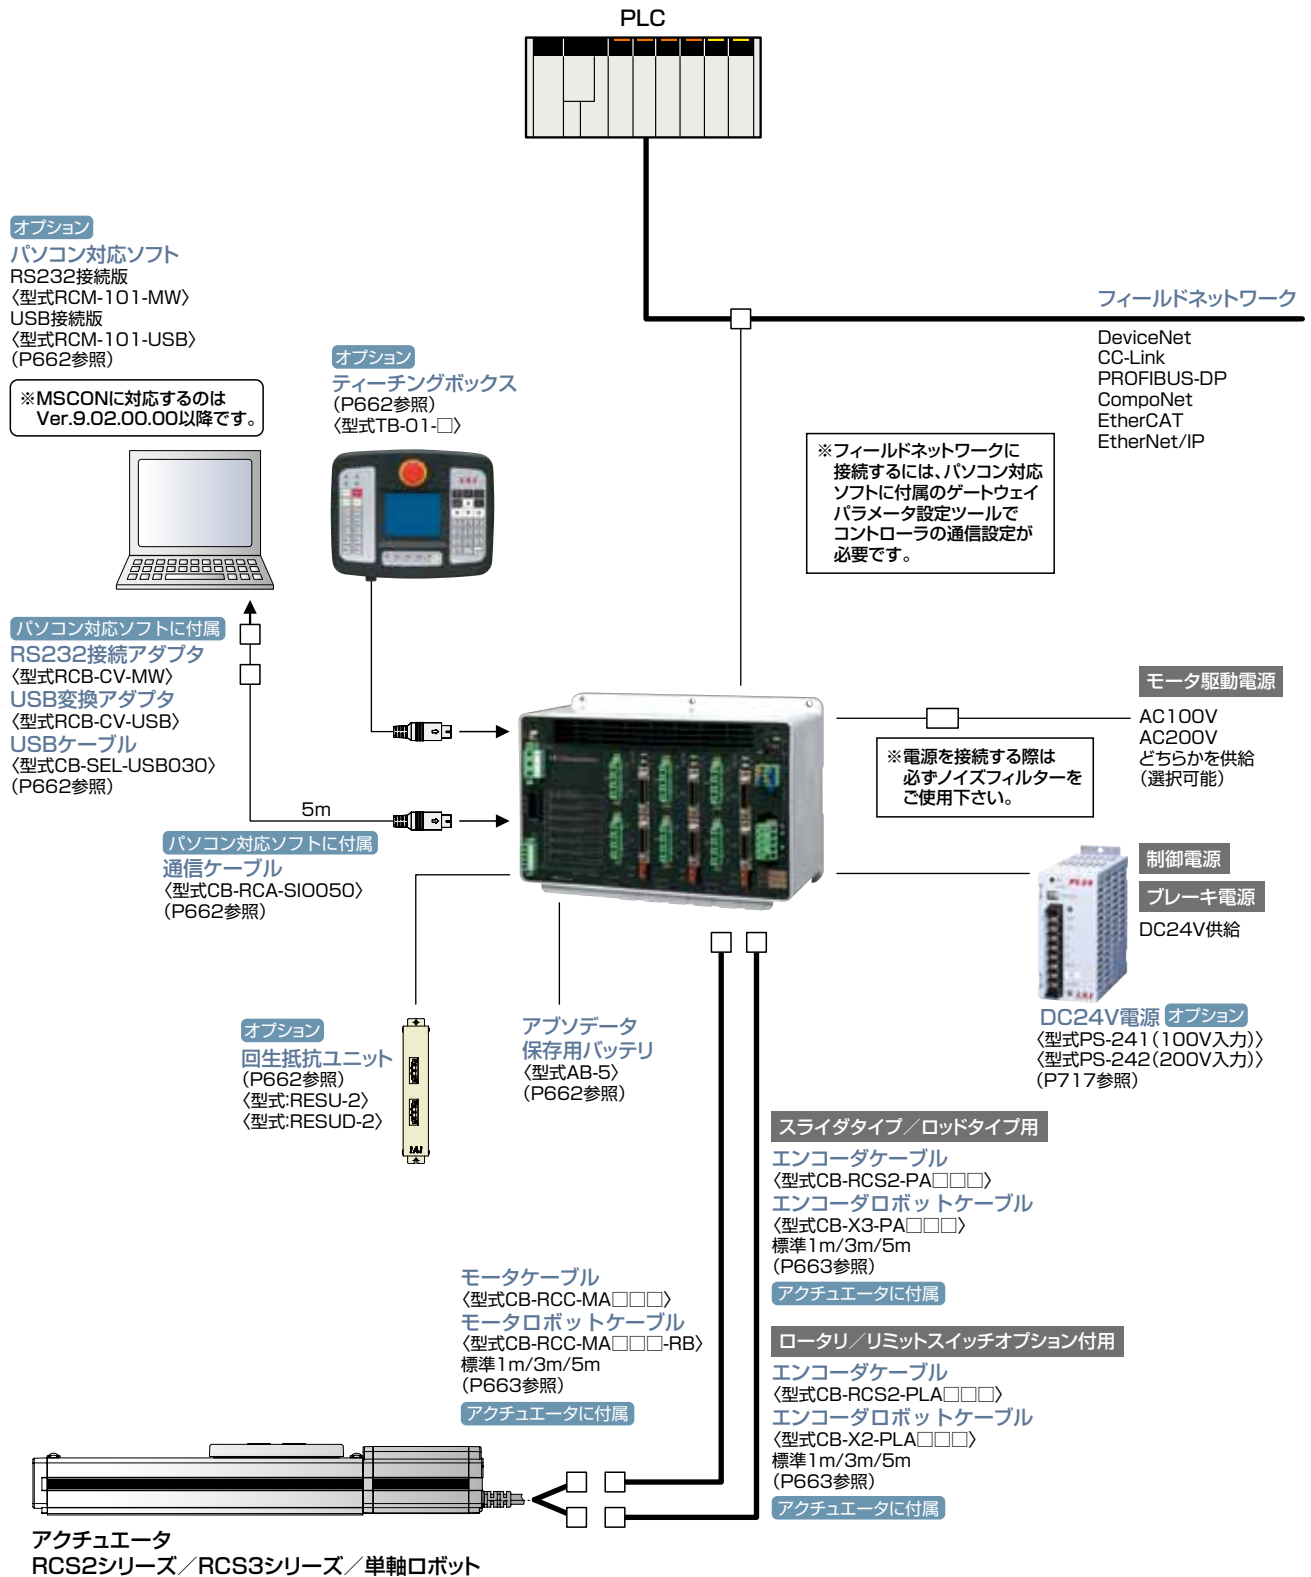 PLC
オプション
パソコン対応ソフト
RS232接続版
〈型式RCM-101-MW〉
USB接続版
〈型式RCM-101-USB〉
(P662参照)
※MSCONに対応するのは
Ver.9.02.00.00以降です。
オプション
ティーチングボックス
(P662参照)
〈型式TB-01-□〉
フィールドネットワーク
DeviceNet
CC-Link
PROFIBUS-DP
CompoNet
EtherCAT
EtherNet/IP
※フィールドネットワークに
接続するには、パソコン対応
ソフトに付属のゲートウェイ
パラメータ設定ツールで
コントローラの通信設定が
必要です。
パソコン対応ソフトに付属
RS232接続アダプタ
〈型式RCB-CV-MW〉
USB変換アダプタ
〈型式RCB-CV-USB〉
USBケーブル
〈型式CB-SEL-USB030〉
(P662参照)
5m
パソコン対応ソフトに付属
通信ケーブル
〈型式CB-RCA-SIO050〉
(P662参照)
モータ駆動電源
AC100V
AC200V
どちらかを供給
(選択可能)
※電源を接続する際は
必ずノイズフィルターを
ご使用下さい。
制御電源
ブレーキ電源
DC24V供給
DC24V電源 オプション
〈型式PS-241(100V入力)〉
〈型式PS-242(200V入力)〉
(P717参照)
オプション
回生抵抗ユニット
(P662参照)
〈型式:RESU-2〉
〈型式:RESUD-2〉
アブソデータ
保存用バッテリ
〈型式AB-5〉
(P662参照)
スライダタイプ／ロッドタイプ用
エンコーダケーブル
〈型式CB-RCS2-PA□□□〉
エンコーダロボットケーブル
〈型式CB-X3-PA□□□〉
標準1m/3m/5m
(P663参照)
アクチュエータに付属
モータケーブル
〈型式CB-RCC-MA□□□〉
モータロボットケーブル
〈型式CB-RCC-MA□□□-RB〉
標準1m/3m/5m
(P663参照)
アクチュエータに付属
ロータリ／リミットスイッチオプション付用
エンコーダケーブル
〈型式CB-RCS2-PLA□□□〉
エンコーダロボットケーブル
〈型式CB-X2-PLA□□□〉
標準1m/3m/5m
(P663参照)
アクチュエータに付属
アクチュエータ
RCS2シリーズ／RCS3シリーズ／単軸ロボット